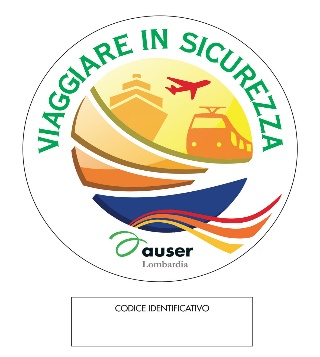 VIAGGIARE IN SICUREZZA
auser
Lombardia
CODICE IDENTIFICATIVO